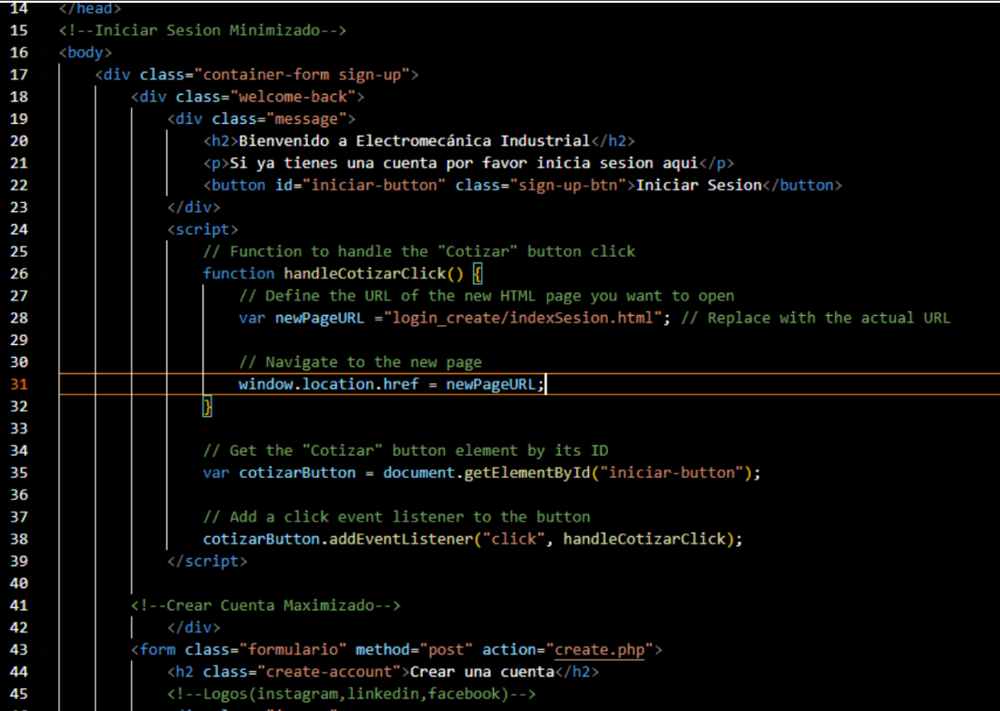 14 </head>
15 <!--Iniciar Sesion Minimizado-->
16 <body>
17 <div class="container-form sign-up">
18 <div class="welcome-back">
19 <div class="message">
20 <h2>Bienvenido a Electromecánica Industrial</h2>
21 <p>Si ya tienes una cuenta por favor inicia sesion aqui</p>
22 <button id="iniciar-button" class="sign-up-btn">Iniciar Sesion</button>
23 </div>
24 <script>
25 // Function to handle the "Cotizar" button click
26 function handleCotizarClick() {
27 // Define the URL of the new HTML page you want to open
28 var newPageURL ="login_create/indexSesion.html"; // Replace with the actual URL
29
30 // Navigate to the new page
31 window.location.href = newPageURL;
32 }
33
34 // Get the "Cotizar" button element by its ID
35 var cotizarButton = document.getElementById("iniciar-button");
36
37 // Add a click event listener to the button
38 cotizarButton.addEventListener("click", handleCotizarClick);
39 </script>
40
41 <!--Crear Cuenta Maximizado-->
42 </div>
43 <form class="formulario" method="post" action="create.php">
44 <h2 class="create-account">Crear una cuenta</h2>
45 <!--Logos(instagram,linkedin,facebook)-->